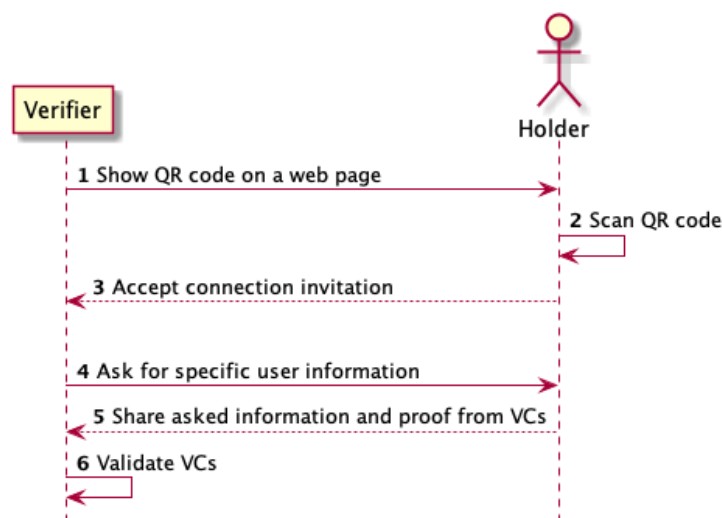 Verifier
Holder
1 Show QR code on a web page
2 Scan QR code
3 Accept connection invitation
4 Ask for specific user information
5 Share asked information and proof from VCs
6 Validate VCs